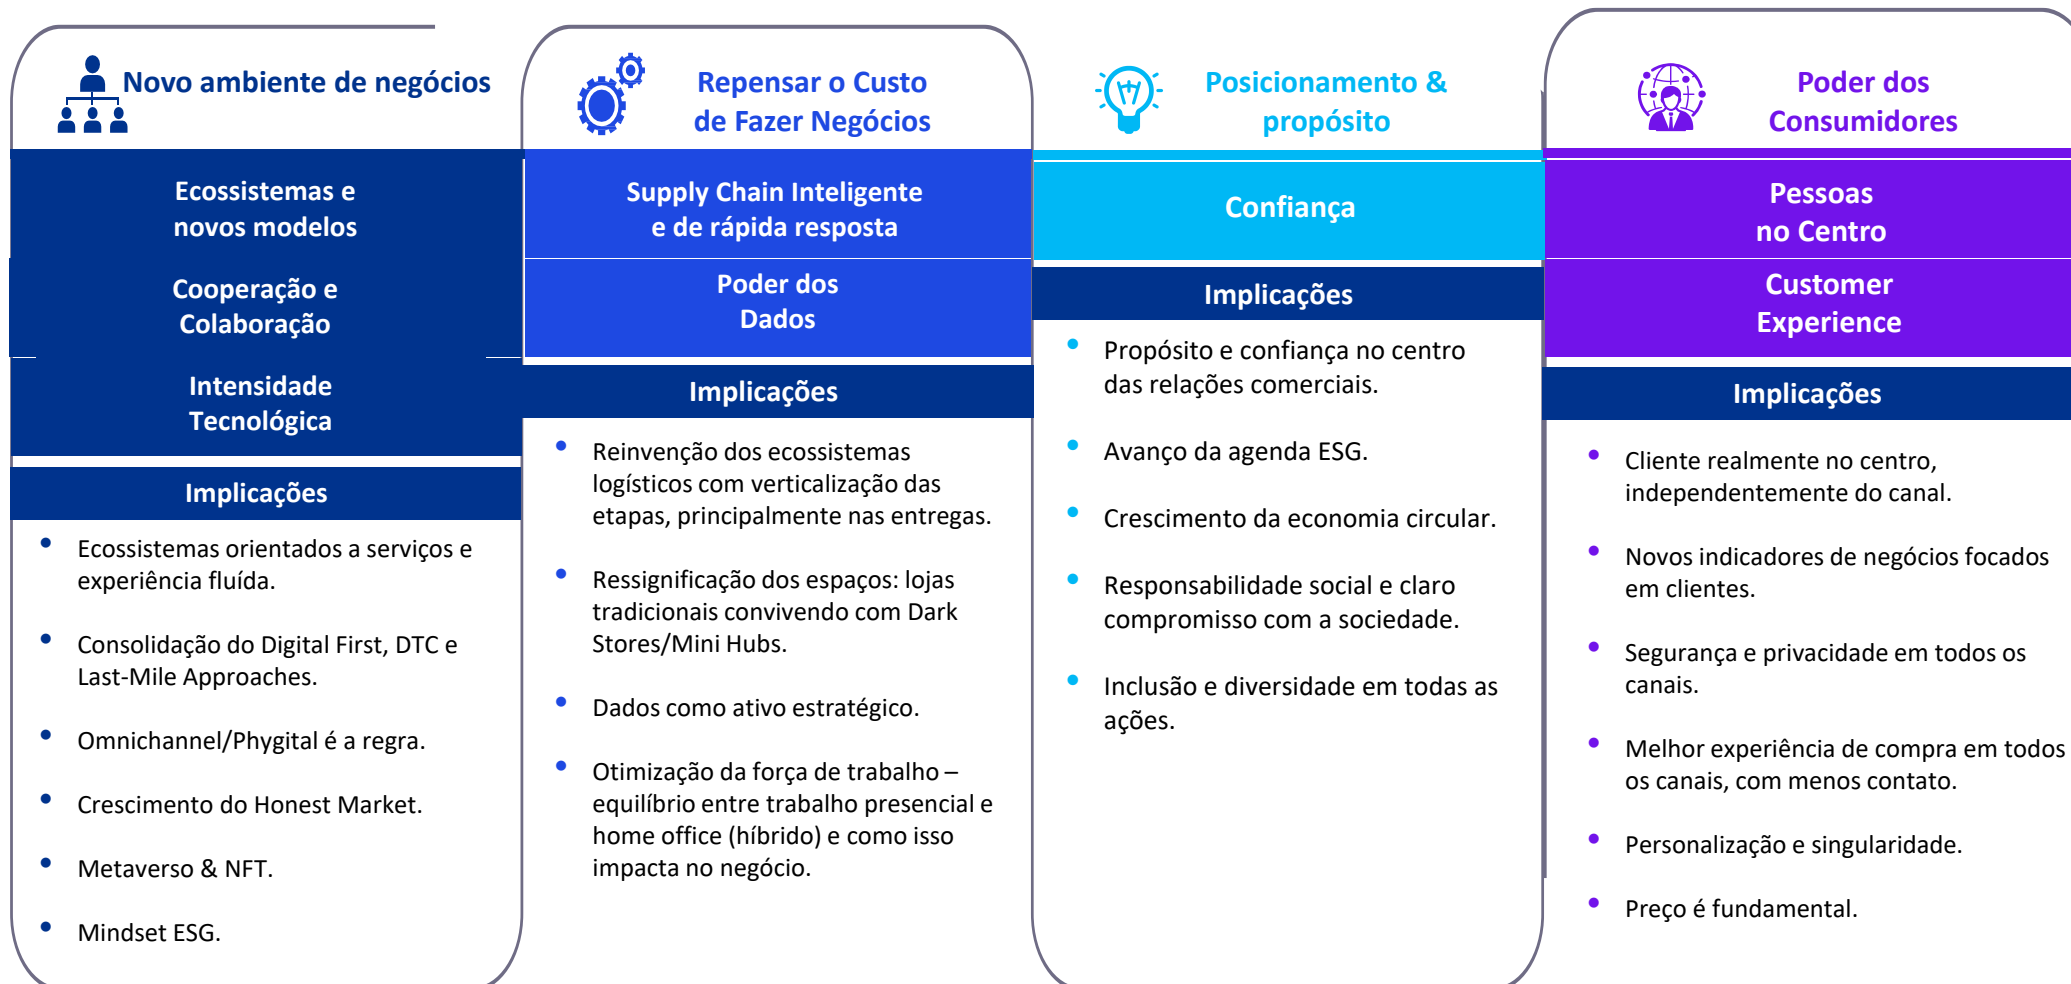 Novo ambiente de negócios
Ecossistemas e
novos modelos
Cooperação e
Colaboração
Intensidade
Tecnológica
Implicações
• Ecossistemas orientados a serviços e
experiência fluída.
• Consolidação do Digital First, DTC e
Last-Mile Approaches.
• Omnichannel/Phygital é a regra.
• Crescimento do Honest Market.
• Metaverso & NFT.
• Mindset ESG.
Repensar o Custo
de Fazer Negócios
Supply Chain Inteligente
e de rápida resposta
Poder dos
Dados
Implicações
• Reinvenção dos ecossistemas
logísticos com verticalização das
etapas, principalmente nas entregas.
• Ressignificação dos espaços: lojas
tradicionais convivendo com Dark
Stores/Mini Hubs.
• Dados como ativo estratégico.
• Otimização da força de trabalho –
equilíbrio entre trabalho presencial e
home office (híbrido) e como isso
impacta no negócio.
Posicionamento &
propósito
Confiança
Implicações
• Propósito e confiança no centro
das relações comerciais.
• Avanço da agenda ESG.
• Crescimento da economia circular.
• Responsabilidade social e claro
compromisso com a sociedade.
• Inclusão e diversidade em todas as
ações.
Poder dos
Consumidores
Pessoas
no Centro
Customer
Experience
Implicações
• Cliente realmente no centro,
independentemente do canal.
• Novos indicadores de negócios focados
em clientes.
• Segurança e privacidade em todos os
canais.
• Melhor experiência de compra em todos
os canais, com menos contato.
• Personalização e singularidade.
• Preço é fundamental.